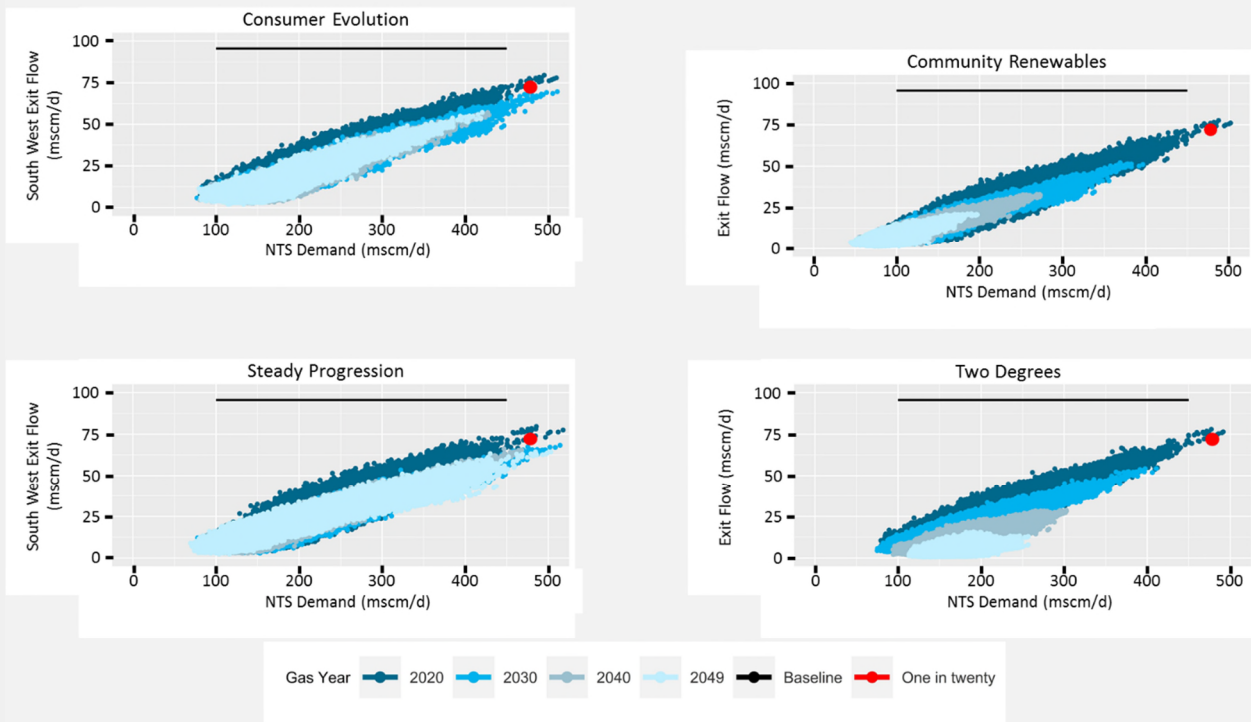 Consumer Evolution
South West Exit Flow
(mscm/d)
100
75
50
25
0
0 100 200 300 400 500
NTS Demand (mscm/d)
Community Renewables
Exit Flow (mscm/d)
100
75
50
25
0
0 100 200 300 400 500
NTS Demand (mscm/d)
Steady Progression
South West Exit Flow
(mscm/d)
100
75
50
25
0
0 100 200 300 400 500
NTS Demand (mscm/d)
Two Degrees
Exit Flow (mscm/d)
100
75
50
25
0
0 100 200 300 400 500
NTS Demand (mscm/d)
Gas Year 2020 2030 2040 2049 Baseline One in twenty